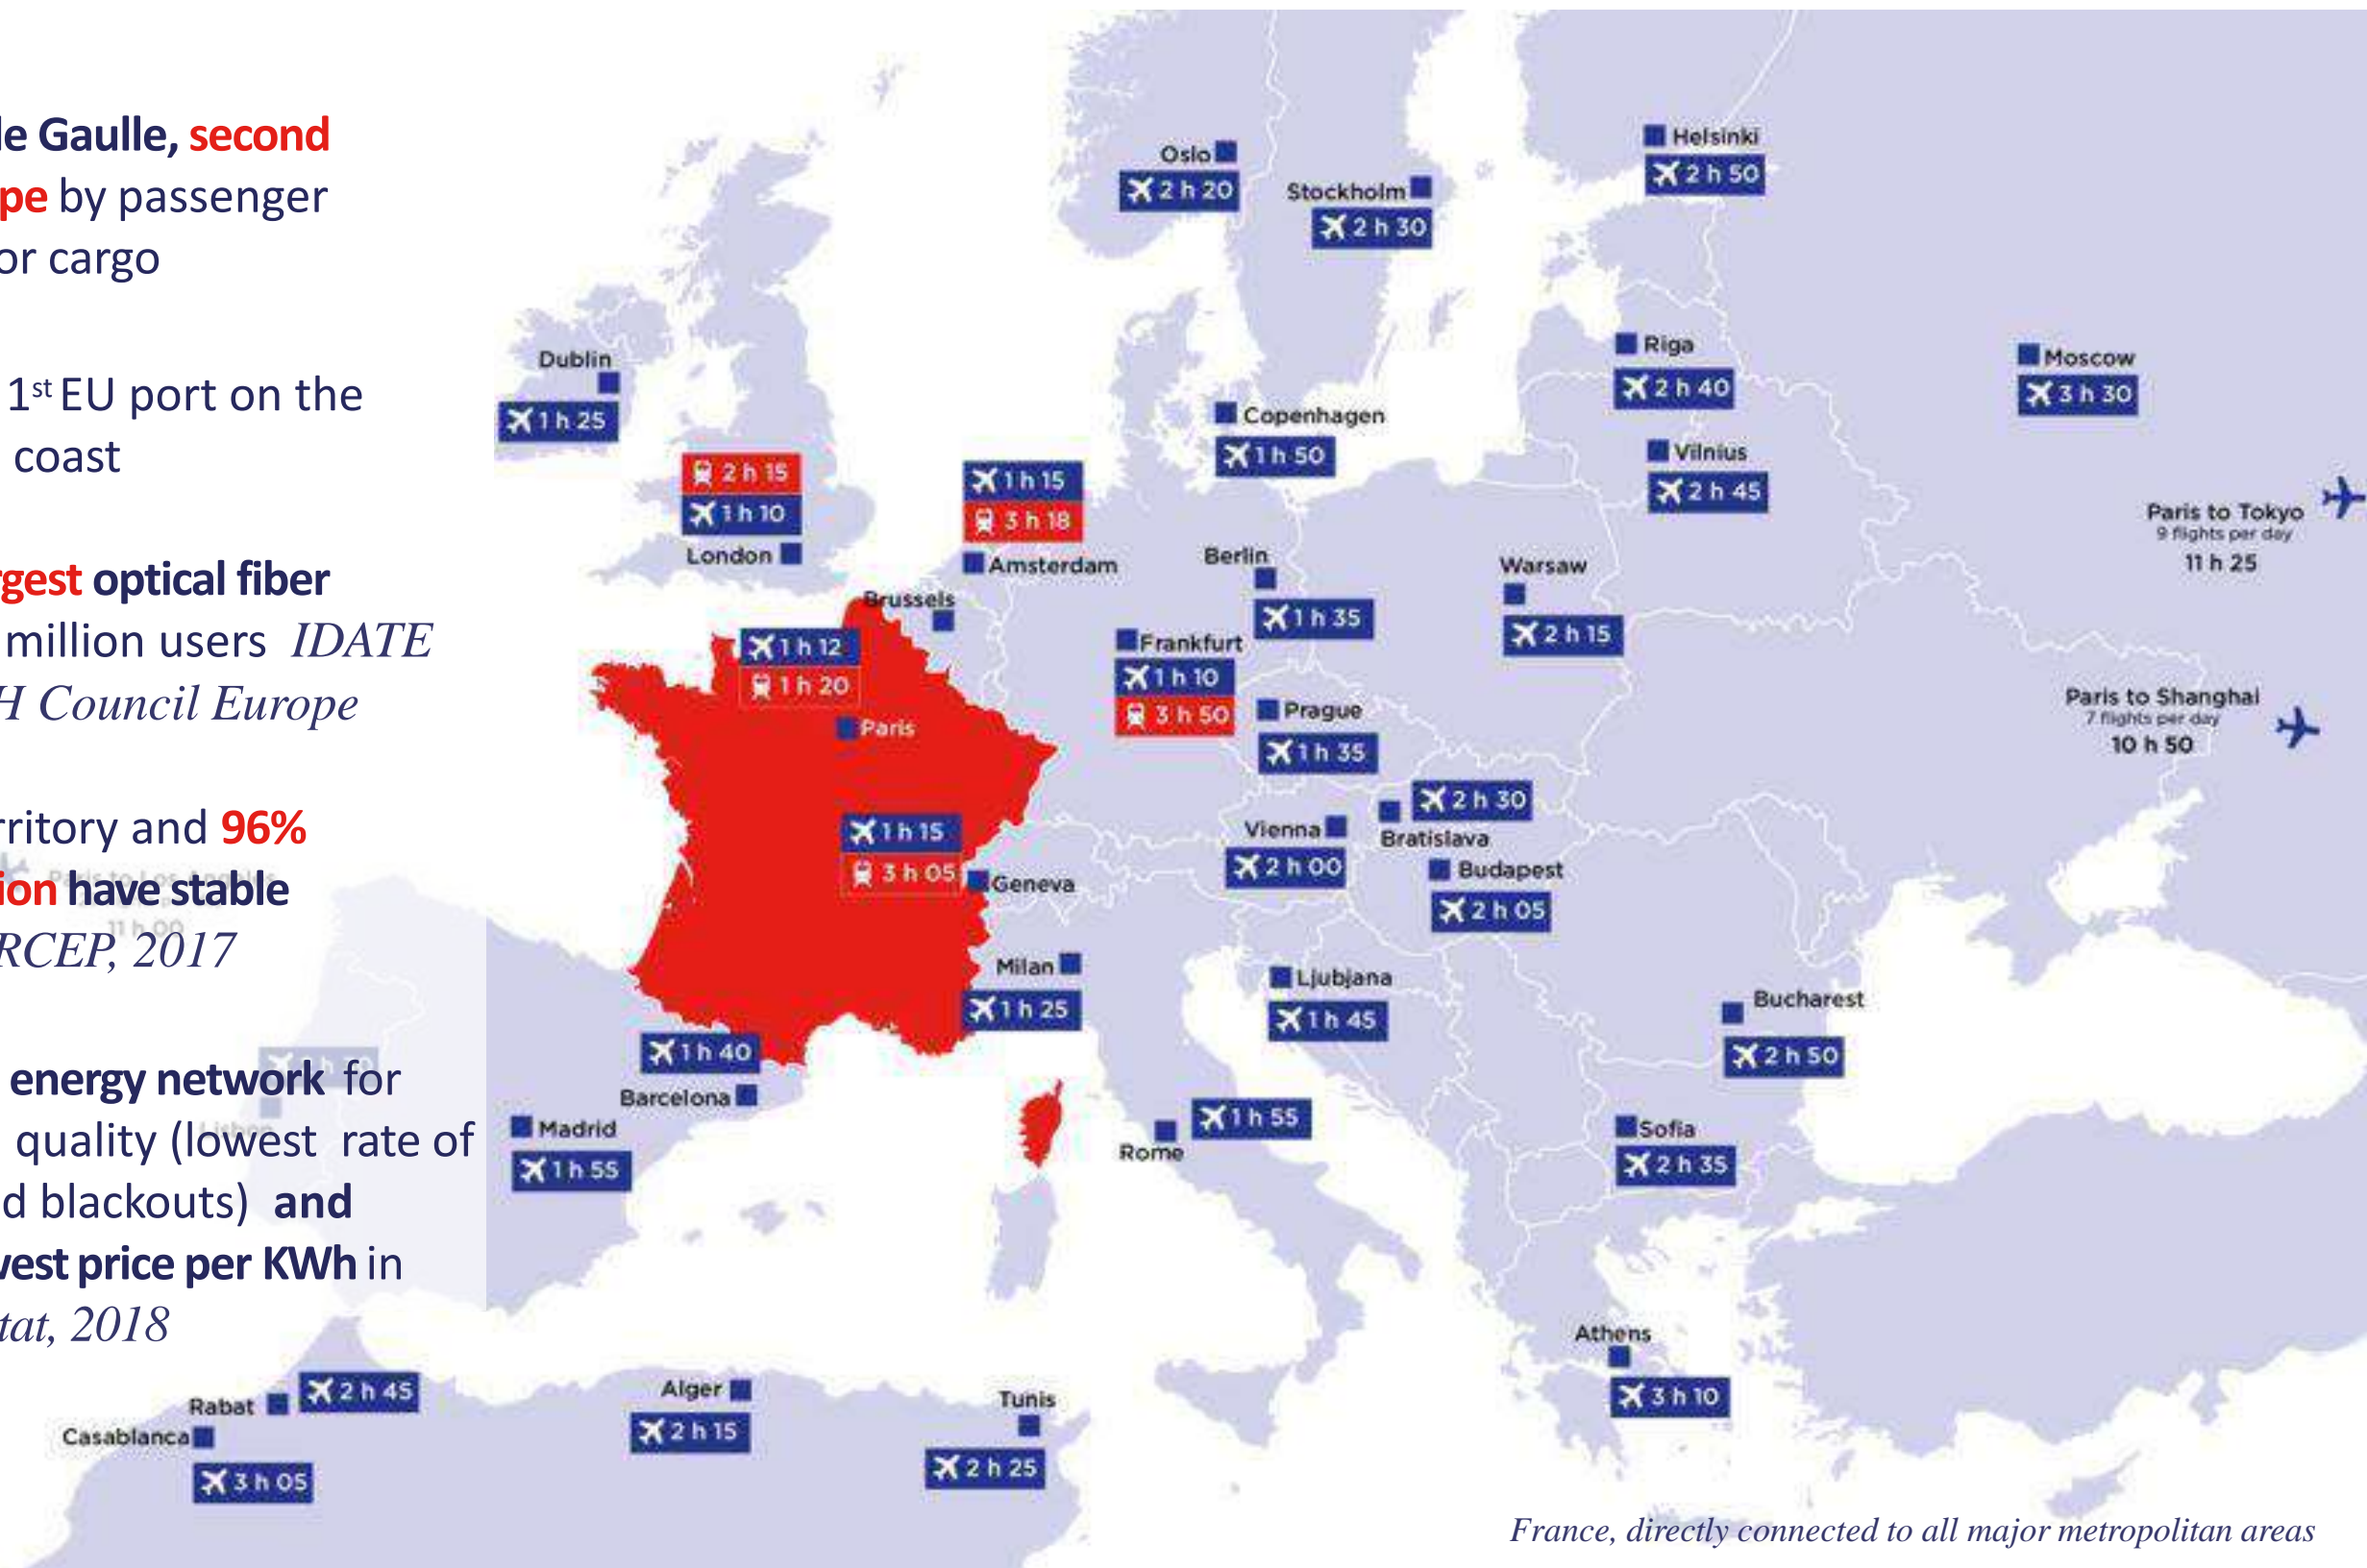 le Gaulle, second
pe by passenger
or cargo
1st EU port on the
coast
rgest optical fiber
million users IDATE
H Council Europe
rritory and 96%
ion have stable
RCEP, 2017
energy network for
quality (lowest rate of
d blackouts) and
vest price per KWh in
tat, 2018
Paris to Los Angeles
11 h 00
Lisbon
Oslo
2 h 20
Stockholm
2 h 30
Helsinki
2 h 50
Dublin
1 h 25
2 h 15
1 h 10
London
1 h 15
3 h 18
Amsterdam
Copenhagen
1 h 50
Riga
2 h 40
Vilnius
2 h 45
Moscow
3 h 30
Paris to Tokyo
9 flights per day
11 h 25
Brussels
1 h 12
1 h 20
Paris
Berlin
1 h 35
Frankfurt
1 h 10
3 h 50
Warsaw
2 h 15
Prague
1 h 35
Paris to Shanghai
7 flights per day
10 h 50
1 h 15
3 h 05
Geneva
Vienna
2 h 00
2 h 30
Bratislava
Budapest
2 h 05
Milan
1 h 25
Ljubjana
1 h 45
Bucharest
2 h 50
1 h 40
Barcelona
Madrid
1 h 55
1 h 55
Rome
Sofia
2 h 35
Athens
3 h 10
Rabat
2 h 45
Casablanca
3 h 05
Alger
2 h 15
Tunis
2 h 25
France, directly connected to all major metropolitan areas